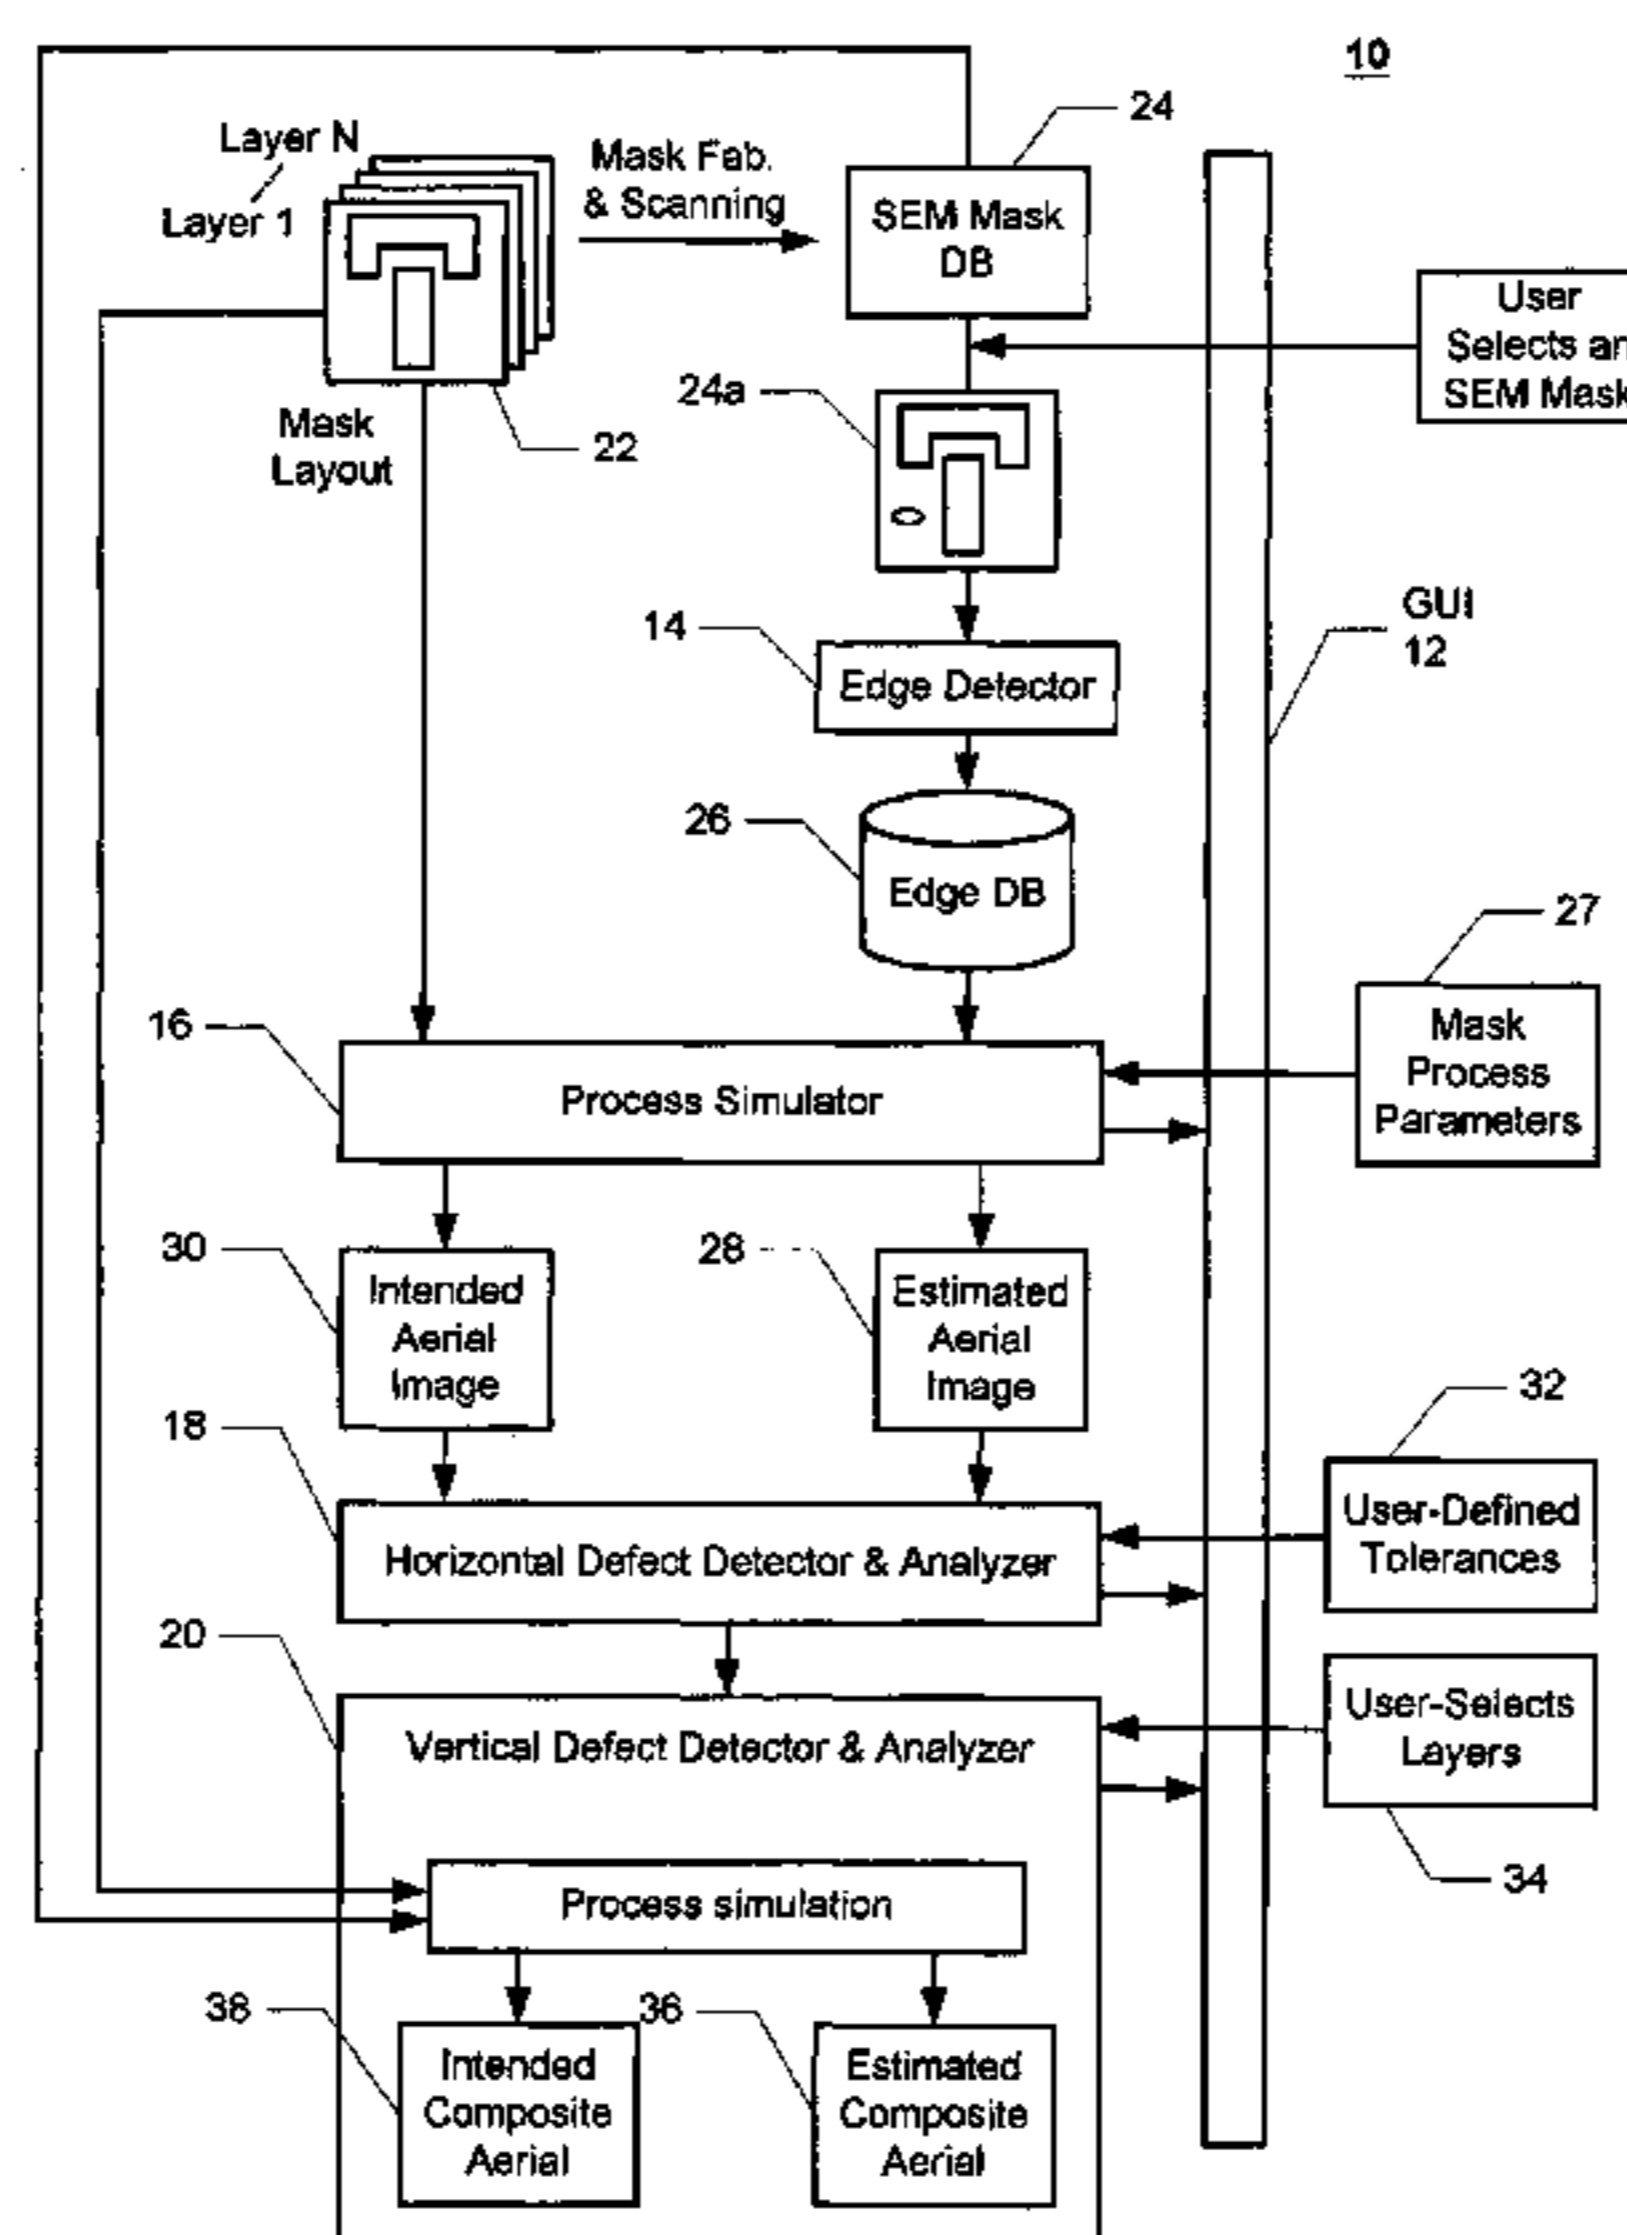 10
24
Layer N
Layer 1
Mask Fab.
& Scanning
SEM Mask
DB
User
Selects an
SEM Mask
24a
Mask
Layout
22
14
Edge Detector
GUI
12
26
Edge DB
27
16
Process Simulator
Mask
Process
Parameters
30
Intended
Aerial
Image
28
Estimated
Aerial
Image
32
18
Horizontal Defect Detector & Analyzer
User-Defined
Tolerances
20
Vertical Defect Detector & Analyzer
User-Selects
Layers
34
Process simulation
38
Intended
Composite
Aerial
36
Estimated
Composite
Aerial